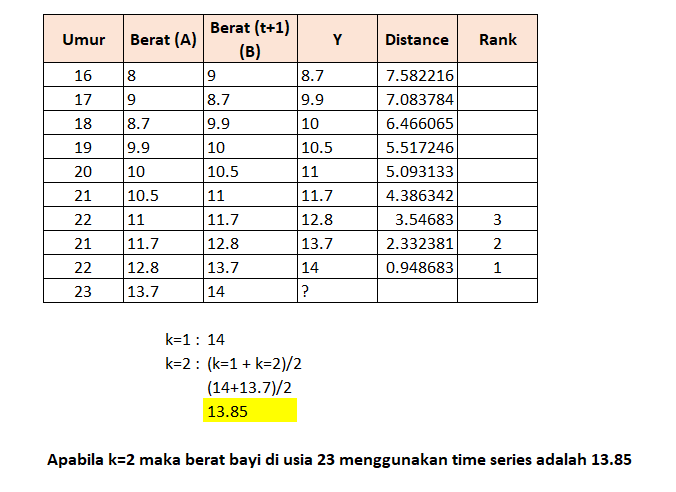 Umur Berat (A) Berat (t+1) (B) Y Distance Rank
16 8 9 8.7 7.582216
17 9 8.7 9.9 7.083784
18 8.7 9.9 10 6.466065
19 9.9 10 10.5 5.517246
20 10 10.5 11 5.093133
21 10.5 11 11.7 4.386342
22 11 11.7 12.8 3.54683 3
21 11.7 12.8 13.7 2.332381 2
22 12.8 13.7 14 0.948683 1
23 13.7 14 ?
k=1 : 14
k=2 : (k=1 + k=2)/2
(14+13.7)/2
13.85
Apabila k=2 maka berat bayi di usia 23 menggunakan time series adalah 13.85